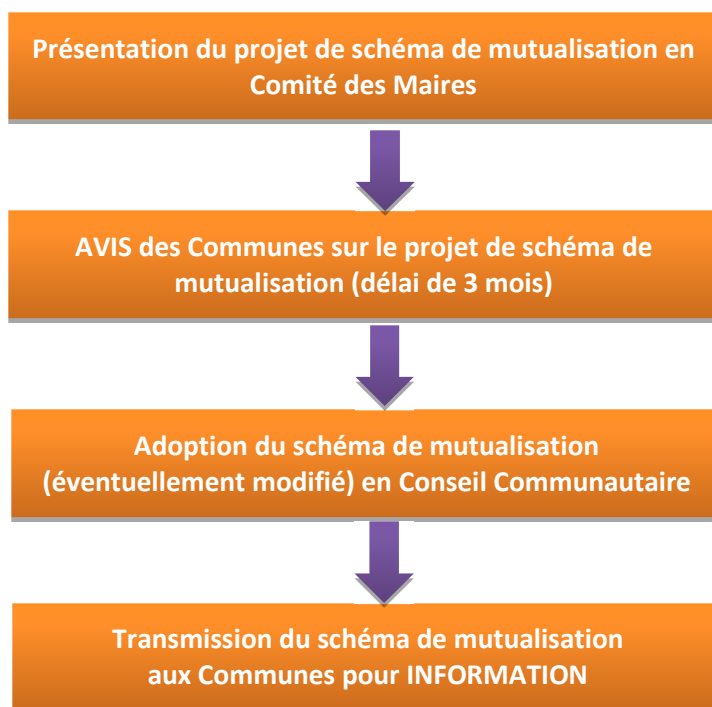 Présentation du projet de schéma de mutualisation en
Comité des Maires
AVIS des Communes sur le projet de schéma de
mutualisation (délai de 3 mois)
Adoption du schéma de mutualisation
(éventuellement modifié) en Conseil Communautaire
Transmission du schéma de mutualisation
aux Communes pour INFORMATION